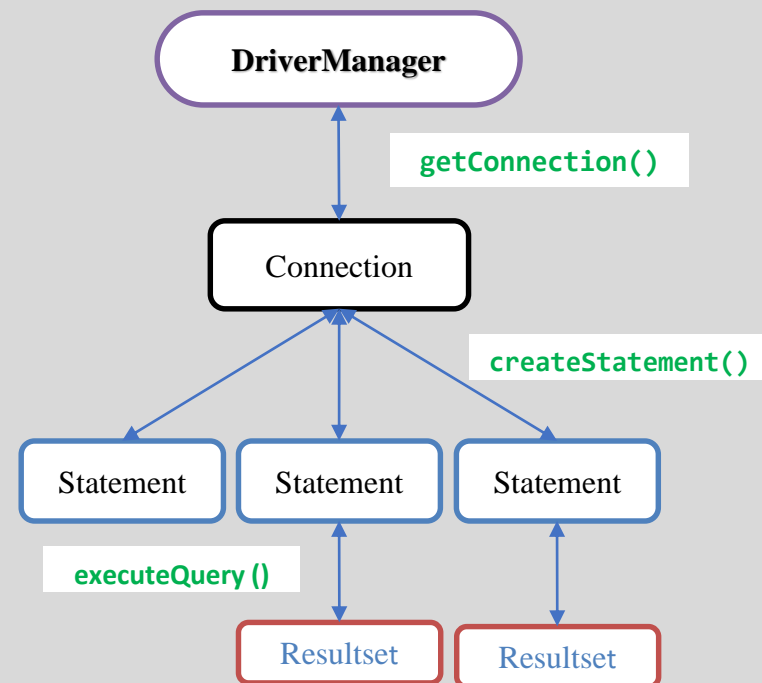 DriverManager
getConnection()
Connection
createStatement()
Statement
Statement
Statement
executeQuery ()
Resultset
Resultset